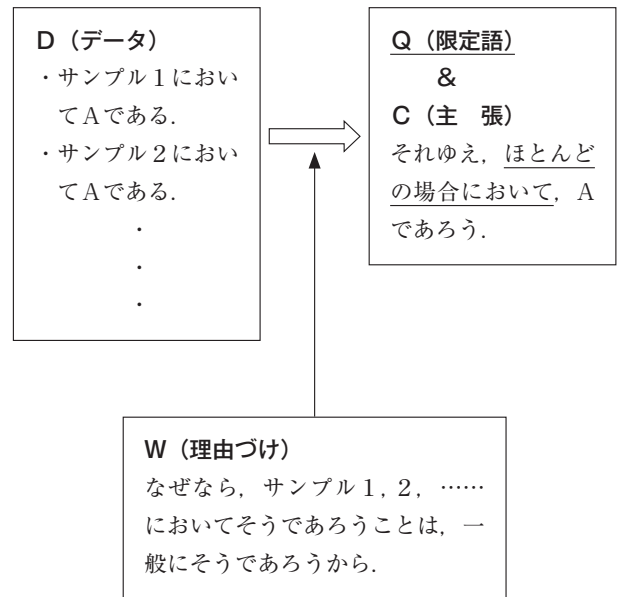 D（データ）
・サンプル1におい
てAである．
・サンプル2におい
てAである．
・
・
・
Q（限定語）
&
C（主　張）
それゆえ，ほとんど
の場合において，A
であろう．
W（理由づけ）
なぜなら，サンプル1，2，……
においてそうであろうことは，一
般にそうであろうから．